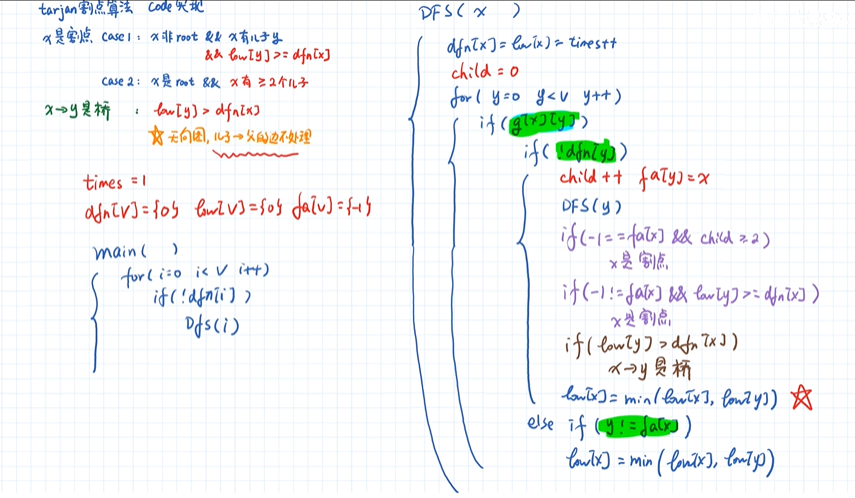 tarjan割点算法 code实现
x是割点 case1: x非root && x有儿子y
&& low[y] >= dfn[x]
case2: x是root && x有≥2个儿子
x→y是桥 : low[y] > dfn[x]
☆ 无向图, 儿子→父的边不处理
times = 1
dfn[V]={0} low[V]={0} fa[V]={-1}
main( )
for(i=0 i<V i++)
if(!dfn[i])
Dfs(i)
DFS( x )
dfn[x]=low[x]=times++
child = 0
for( y=0 y<V y++)
if(g[x][y])
if(!dfn[y])
child++ fa[y]=x
DFS(y)
if(-1==fa[x] && child≥2)
x是割点
if(-1!=fa[x] && low[y]>=dfn[x])
x是割点
if(low[y]>dfn[x])
x→y是桥
low[x]=min(low[x], low[y]) ☆
else if (y!=fa[x])
low[x]=min(low[x], low[y])